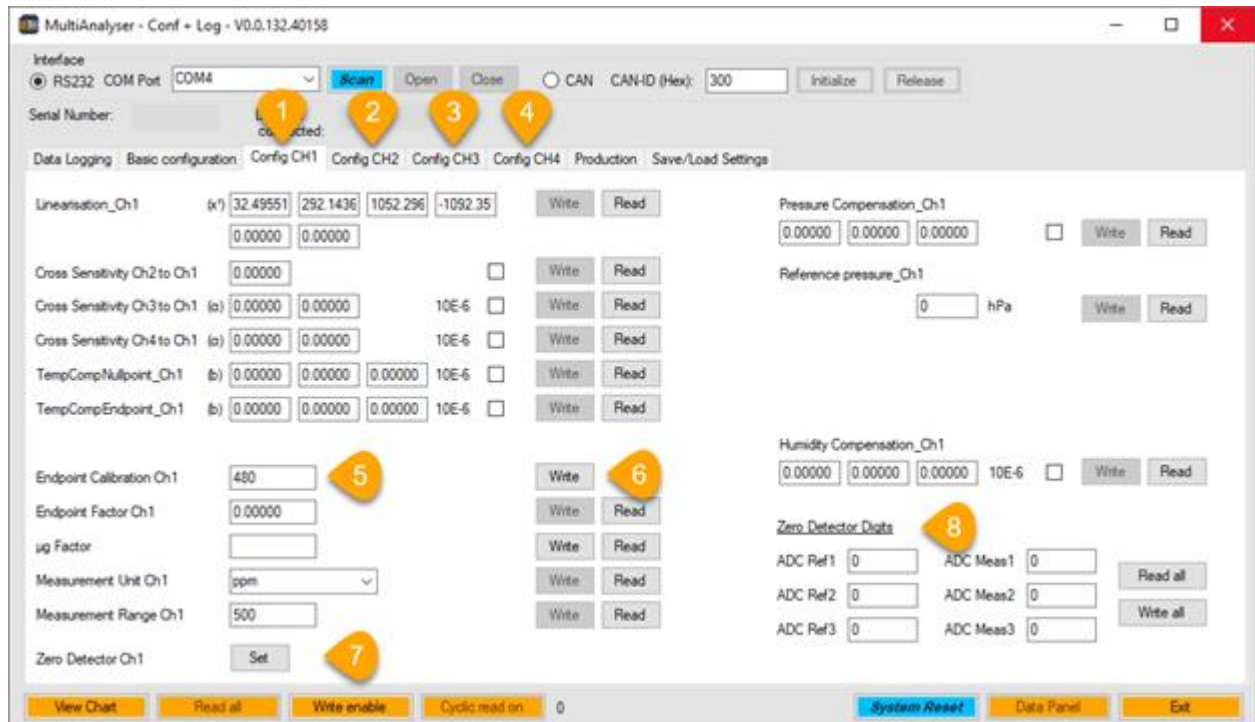 MultiAnalyser - Conf + Log - V0.0.132.40158
Interface
RS232 COM Port COM4 Scan Open Close CAN CAN-ID (Hex): 300 Initialize Release
1 2 3 4
Serial Number:
Data Logging Basic configuration Config CH1 Config CH2 Config CH3 Config CH4 Production Save/Load Settings
Linearisation_Ch1 (x¹) 32.49551 292.1436 1052.296 -1092.35 Write Read
0.00000 0.00000
Cross Sensitivity Ch2 to Ch1 0.00000 Write Read
Cross Sensitivity Ch3 to Ch1 (α) 0.00000 0.00000 10E-6 Write Read
Cross Sensitivity Ch4 to Ch1 (α) 0.00000 0.00000 10E-6 Write Read
TempCompNullpoint_Ch1 (b) 0.00000 0.00000 0.00000 10E-6 Write Read
TempCompEndpoint_Ch1 (b) 0.00000 0.00000 0.00000 10E-6 Write Read
Endpoint Calibration Ch1 480 5 Write 6
Endpoint Factor Ch1 0.00000 Write Read
µg Factor Write Read
Measurement Unit Ch1 ppm Write Read
Measurement Range Ch1 500 Write Read
Zero Detector Ch1 Set 7
Pressure Compensation_Ch1
0.00000 0.00000 0.00000 Write Read
Reference pressure_Ch1
0 hPa Write Read
Humidity Compensation_Ch1
0.00000 0.00000 0.00000 10E-6 Write Read
Zero Detector Digits 8
ADC Ref1 0 ADC Meas1 0
Read all
ADC Ref2 0 ADC Meas2 0
Write all
ADC Ref3 0 ADC Meas3 0
View Chart Read all Write enable Cyclic read on 0 System Reset Data Panel Exit